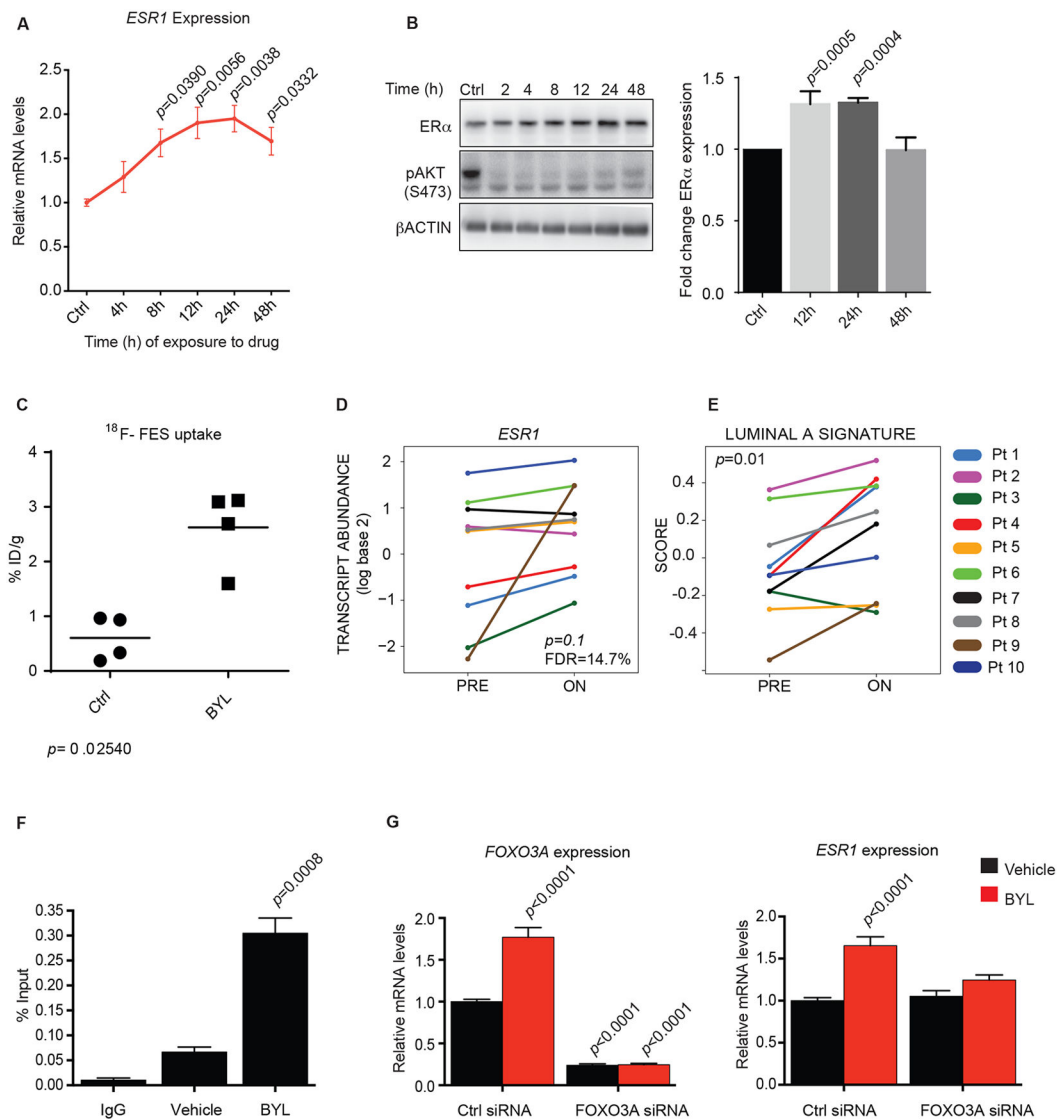 A
ESR1 Expression
Relative mRNA levels
2.5
2.0
1.5
1.0
0.5
0.0
p=0.0390
p=0.0056
p=0.0038
p=0.0332
Ctrl
4h
8h
12h
24h
48h
Time (h) of exposure to drug
B
Time (h)
Ctrl 2 4 8 12 24 48
ERα
pAKT
(S473)
βACTIN
Fold change ERα expression
1.5
1.0
0.5
0.0
p=0.0005
p=0.0004
Ctrl
12h
24h
48h
C
18F- FES uptake
% ID/g
4
3
2
1
0
Ctrl
BYL
p= 0 .02540
D
ESR1
TRANSCRIPT ABUNDANCE
(log base 2)
2
1
0
−1
−2
p=0.1
FDR=14.7%
PRE
ON
E
LUMINAL A SIGNATURE
p=0.01
SCORE
0.4
0.2
0.0
-0.2
-0.4
PRE
ON
Pt 1
Pt 2
Pt 3
Pt 4
Pt 5
Pt 6
Pt 7
Pt 8
Pt 9
Pt 10
F
% Input
0.35
0.30
0.25
0.20
0.15
0.10
0.05
0.00
p=0.0008
IgG
Vehicle
BYL
G
FOXO3A expression
Relative mRNA levels
2.0
1.5
1.0
0.5
0.0
p<0.0001
p<0.0001
p<0.0001
Ctrl siRNA
FOXO3A siRNA
ESR1 expression
Relative mRNA levels
2.0
1.5
1.0
0.5
0.0
p<0.0001
Ctrl siRNA
FOXO3A siRNA
Vehicle
BYL